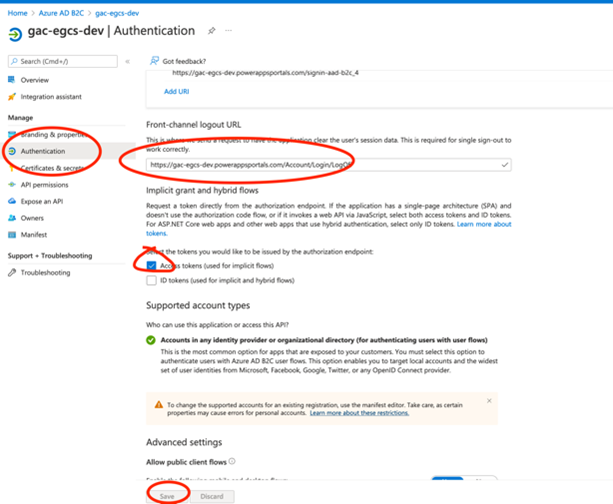 Home > Azure AD B2C > gac-egcs-dev
gac-egcs-dev | Authentication
Search (Cmd+/)
Got feedback?
Overview
Integration assistant
Manage
Branding & properties
Authentication
Certificates & secrets
API permissions
Expose an API
Owners
Manifest
Support + Troubleshooting
Troubleshooting
https://gac-egcs-dev.powerappsportals.com/signin-aad-b2c_4
Add URI
Front-channel logout URL
This is where we send a request to have the application clear the user's session data. This is required for single sign-out to
work correctly.
https://gac-egcs-dev.powerappsportals.com/Account/Login/LogOff
Implicit grant and hybrid flows
Request a token directly from the authorization endpoint. If the application has a single-page architecture (SPA) and
doesn't use the authorization code flow, or if it invokes a web API via JavaScript, select both access tokens and ID tokens.
For ASP.NET Core web apps and other web apps that use hybrid authentication, select only ID tokens. Learn more about
tokens.
Select the tokens you would like to be issued by the authorization endpoint:
Access tokens (used for implicit flows)
ID tokens (used for implicit and hybrid flows)
Supported account types
Who can use this application or access this API?
Accounts in any identity provider or organizational directory (for authenticating users with user flows)
This is the most common option for apps that are exposed to your customers. You must select this option to
authenticate users with Azure AD B2C user flows. This option enables you to target local accounts and the widest
set of user identities from Microsoft, Facebook, Google, Twitter, or any OpenID Connect provider.
To change the supported accounts for an existing registration, use the manifest editor. Take care, as certain
properties may cause errors for personal accounts. Learn more about these restrictions.
Advanced settings
Allow public client flows
Save
Discard